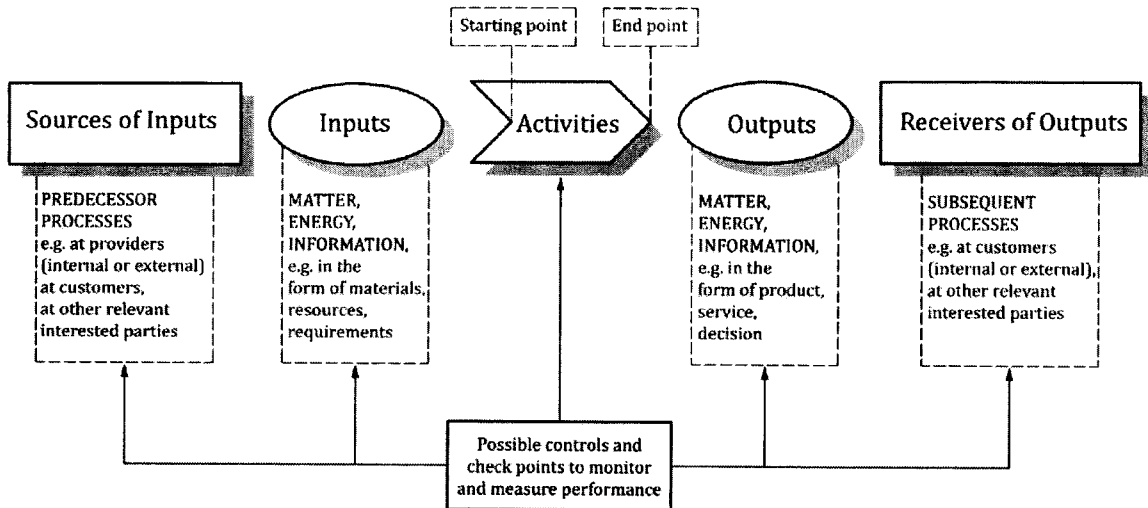 Starting point
End point
Sources of Inputs
Inputs
Activities
Outputs
Receivers of Outputs
PREDECESSOR
PROCESSES
e.g. at providers
(internal or external)
at customers,
at other relevant
interested parties
MATTER,
ENERGY,
INFORMATION,
e.g. in the
form of materials,
resources,
requirements
MATTER,
ENERGY,
INFORMATION,
e.g. in the
form of product,
service,
decision
SUBSEQUENT
PROCESSES
e.g. at customers
(internal or external),
at other relevant
interested parties
Possible controls and
check points to monitor
and measure performance